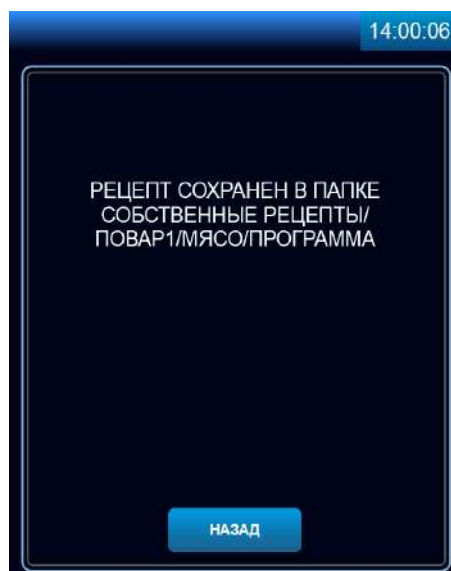 14:00:06
РЕЦЕПТ СОХРАНЕН В ПАПКЕ
СОБСТВЕННЫЕ РЕЦЕПТЫ/
ПОВАР1/МЯСО/ПРОГРАММА
НАЗАД